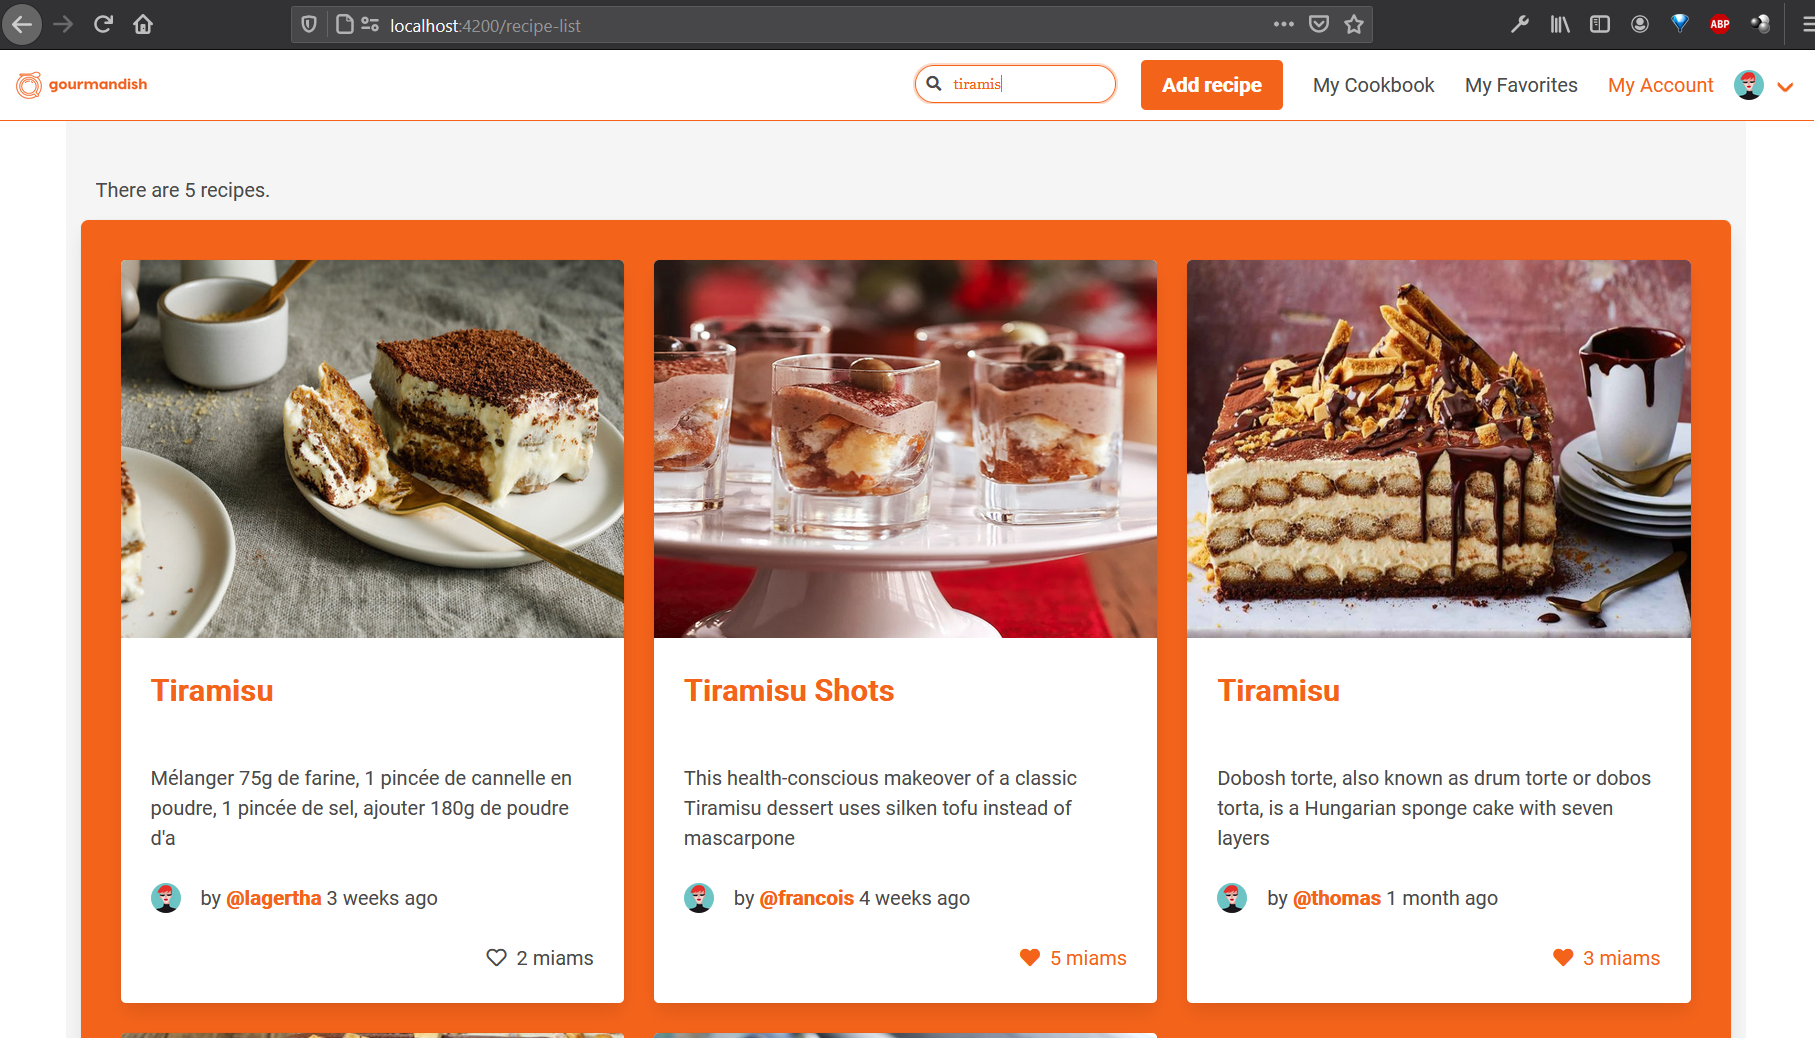 localhost:4200/recipe-list
ABP
gourmandish
tiramis
Add recipe
My Cookbook
My Favorites
My Account
There are 5 recipes.
Tiramisu
Mélanger 75g de farine, 1 pincée de cannelle en
poudre, 1 pincée de sel, ajouter 180g de poudre
d'a
by @lagertha 3 weeks ago
2 miams
Tiramisu Shots
This health-conscious makeover of a classic
Tiramisu dessert uses silken tofu instead of
mascarpone
by @francois 4 weeks ago
5 miams
Tiramisu
Dobosh torte, also known as drum torte or dobos
torta, is a Hungarian sponge cake with seven
layers
by @thomas 1 month ago
3 miams